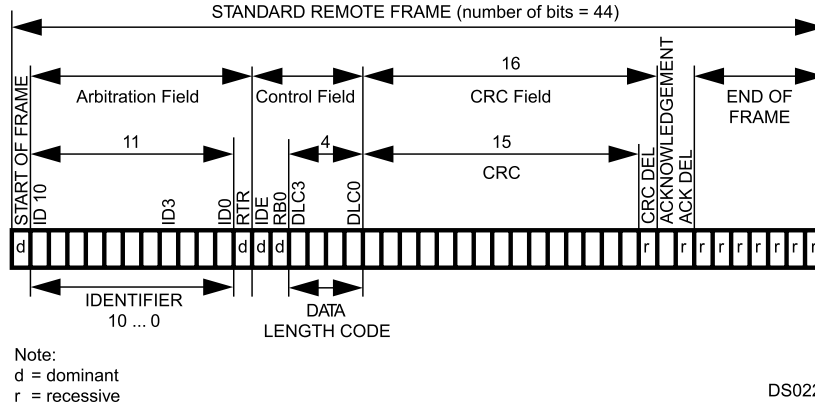 STANDARD REMOTE FRAME (number of bits = 44)
16
Arbitration Field
Control Field
CRC Field
END OF
FRAME
11
4
15
CRC
START OF FRAME
ID 10
ID3
ID0
RTR
IDE
RB0
DLC3
DLC0
CRC DEL
ACKNOWLEDGEMENT
ACK DEL
d d d d r r r r r r r r r
IDENTIFIER
10 ... 0
DATA
LENGTH CODE
Note:
d = dominant
r = recessive
DS022